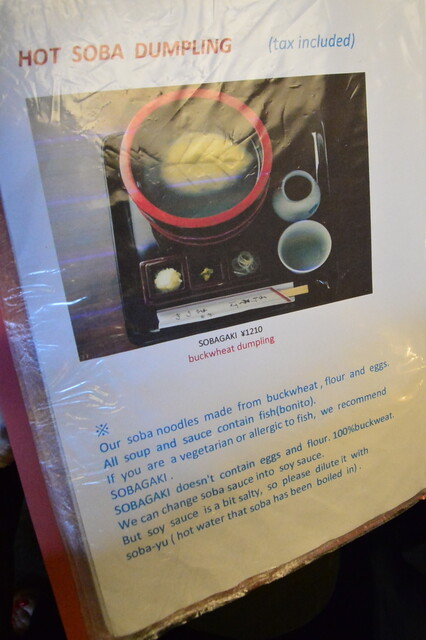 HOT SOBA DUMPLING (tax included)
SOBAGAKI ¥1210
buckwheat dumpling
※
Our soba noodles made from buckwheat, flour and eggs.
All soup and sauce contain fish(bonito).
If you are a vegetarian or allergic to fish, we recommend
SOBAGAKI.
SOBAGAKI doesn't contain eggs and flour. 100%buckweat.
We can change soba sauce into soy sauce.
But soy sauce is a bit salty, so please dilute it with
soba-yu ( hot water that soba has been boiled in) .